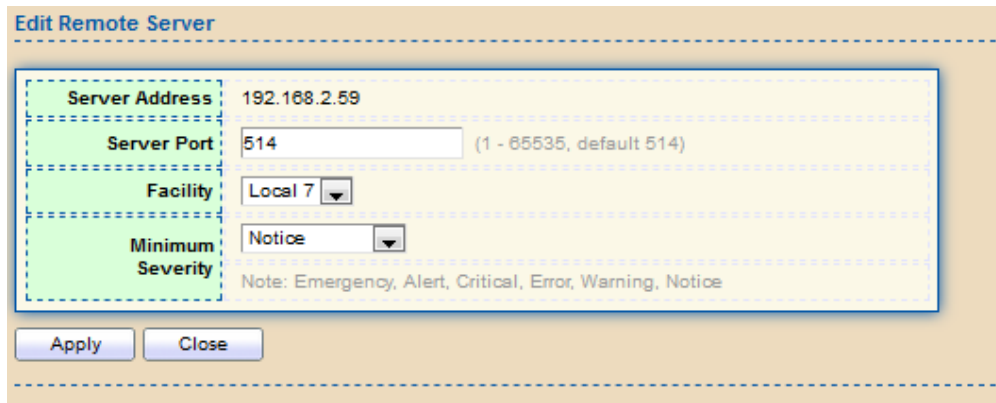 Edit Remote Server
Server Address 192.168.2.59
Server Port 514 (1 - 65535, default 514)
Facility Local 7
Minimum Severity Notice
Note: Emergency, Alert, Critical, Error, Warning, Notice
Apply Close